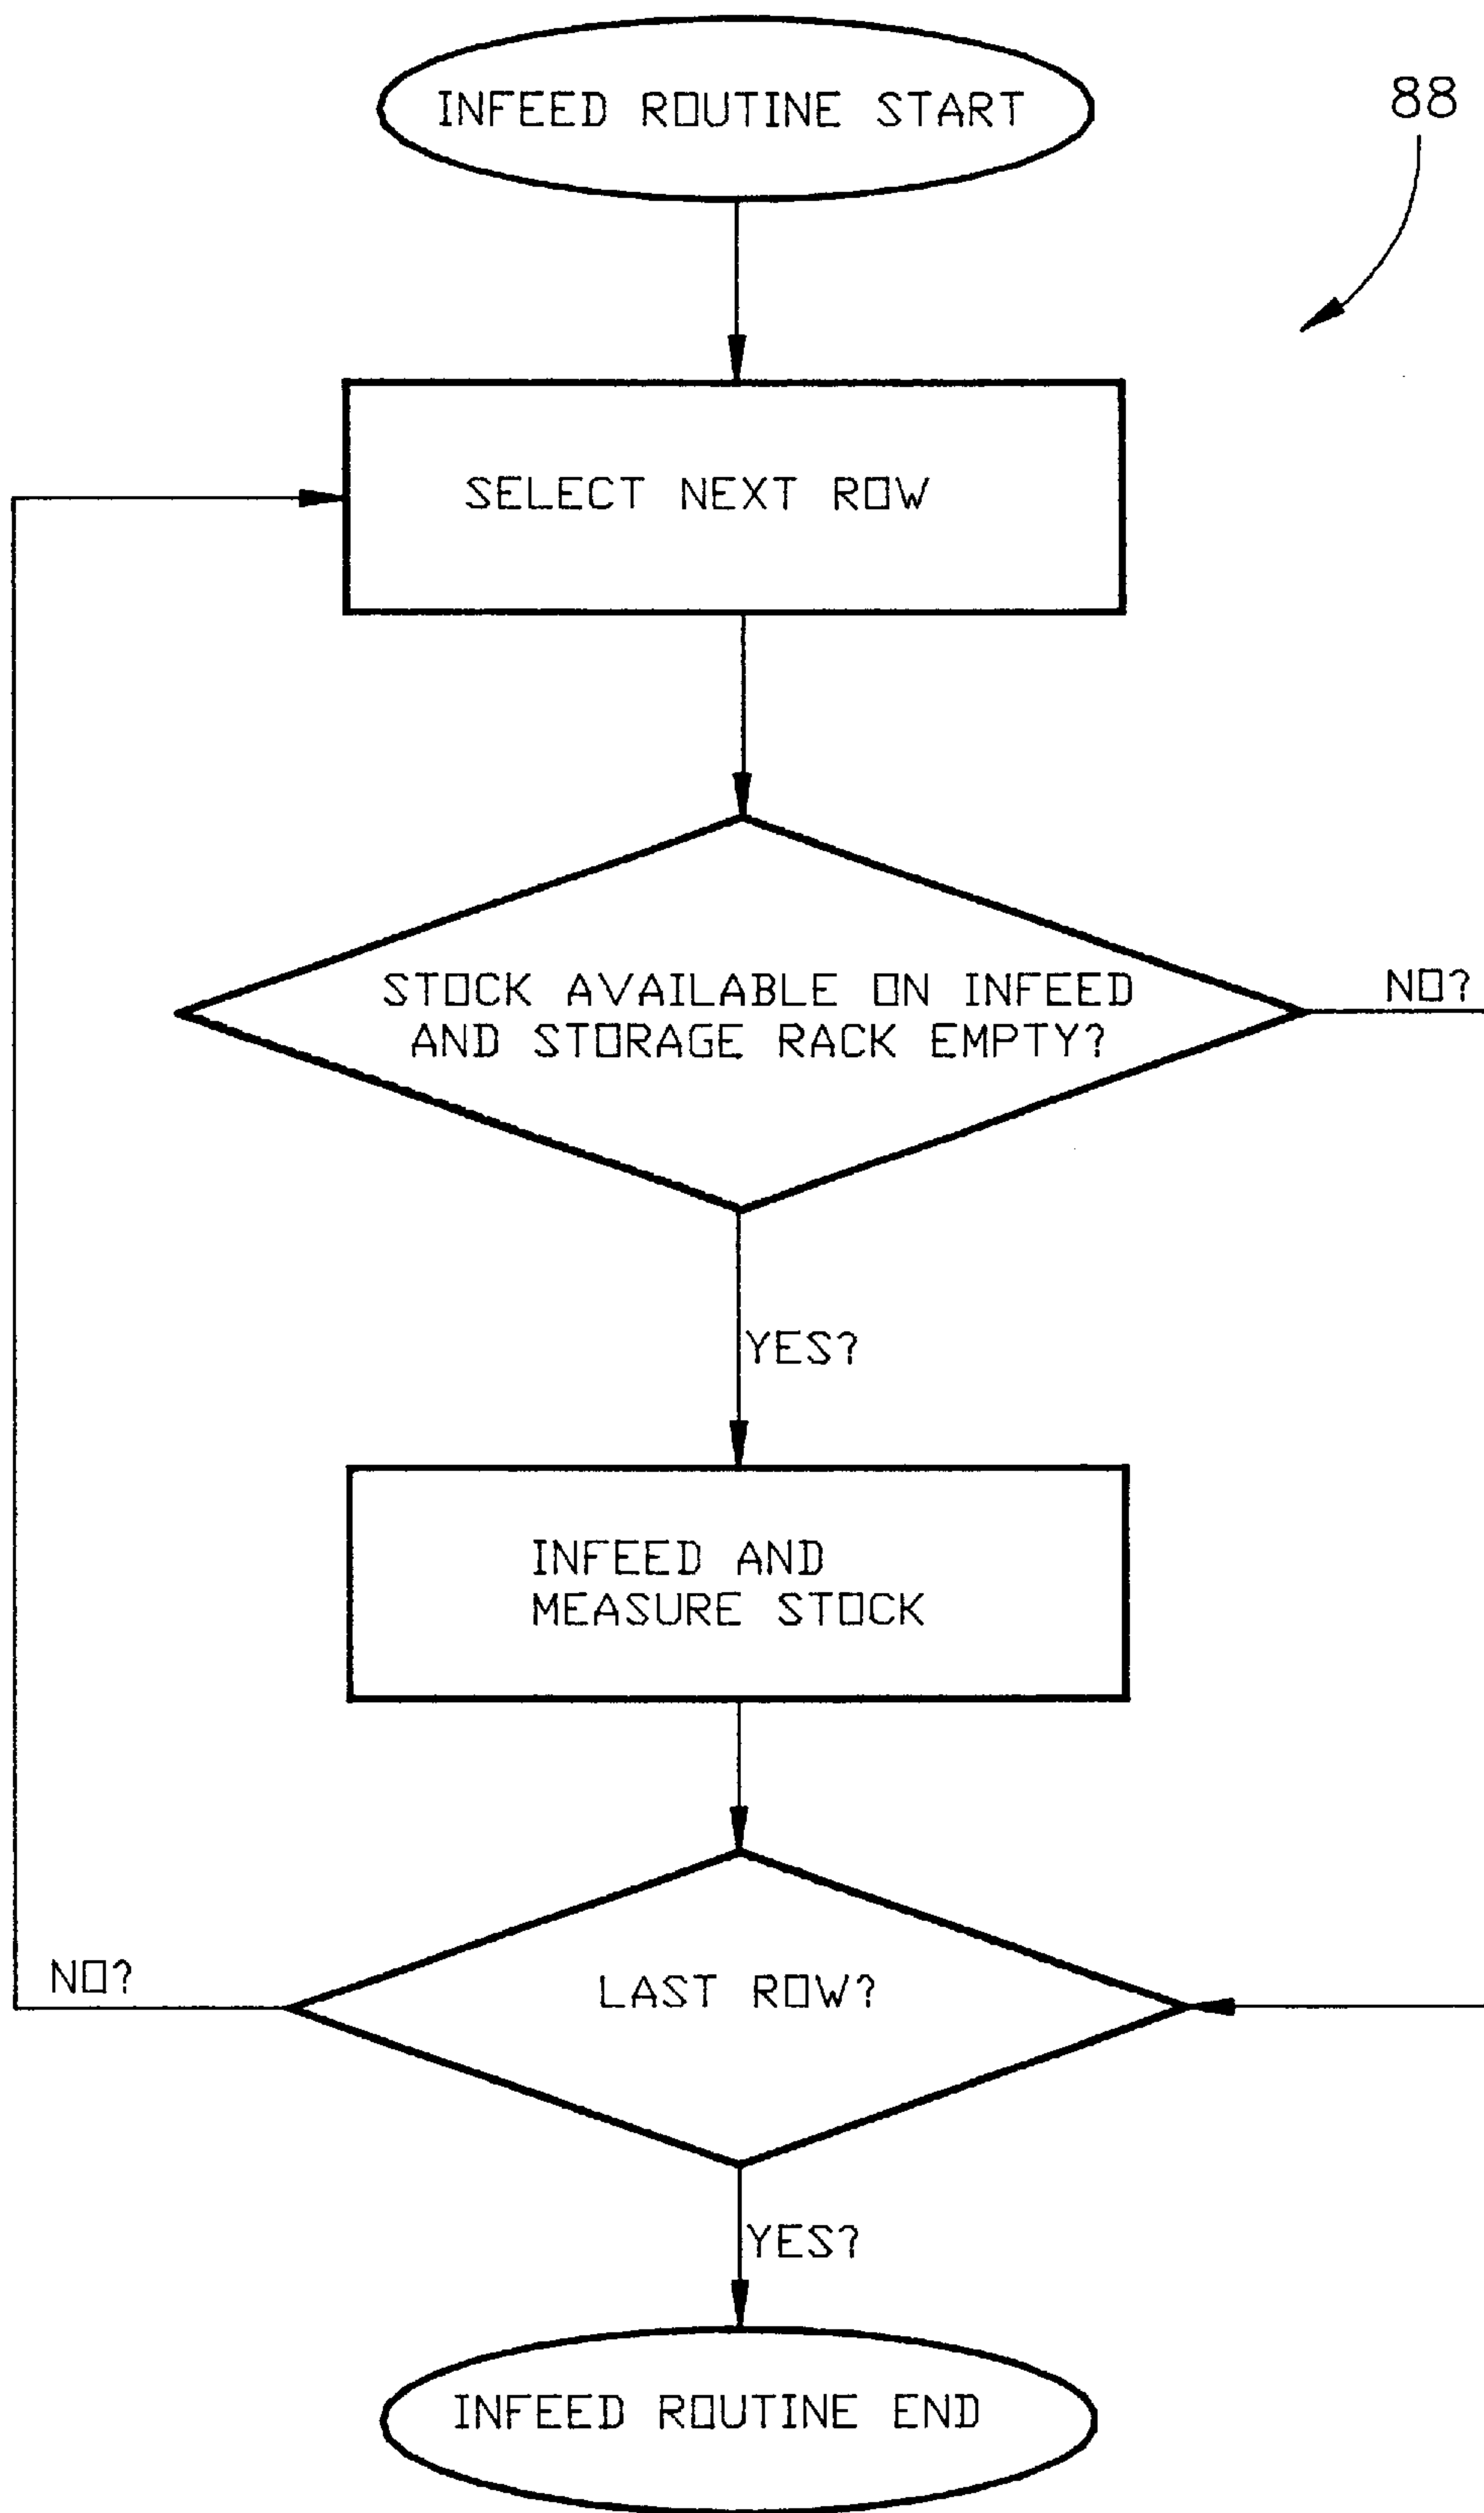 INFEED ROUTINE START
88
SELECT NEXT ROW
STOCK AVAILABLE ON INFEED
AND STORAGE RACK EMPTY?
NO?
YES?
INFEED AND
MEASURE STOCK
LAST ROW?
NO?
YES?
INFEED ROUTINE END